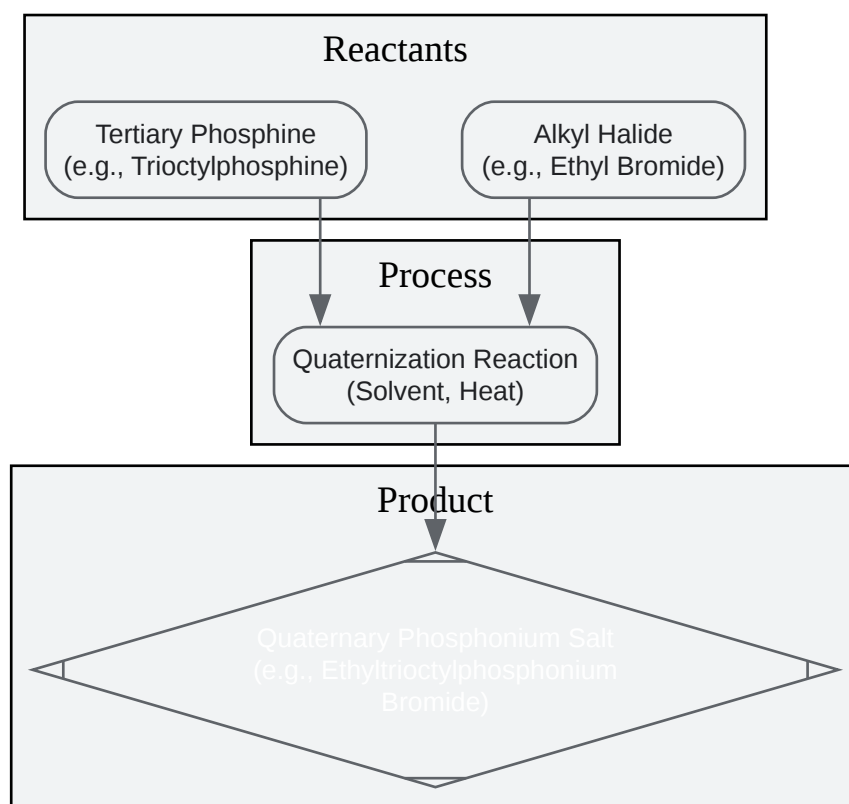 Reactants
Tertiary Phosphine
(e.g., Trioctylphosphine)
Alkyl Halide
(e.g., Ethyl Bromide)
Process
Quaternization Reaction
(Solvent, Heat)
Product
Quaternary Phosphonium Salt
(e.g., Ethyltrioctylphosphonium
Bromide)